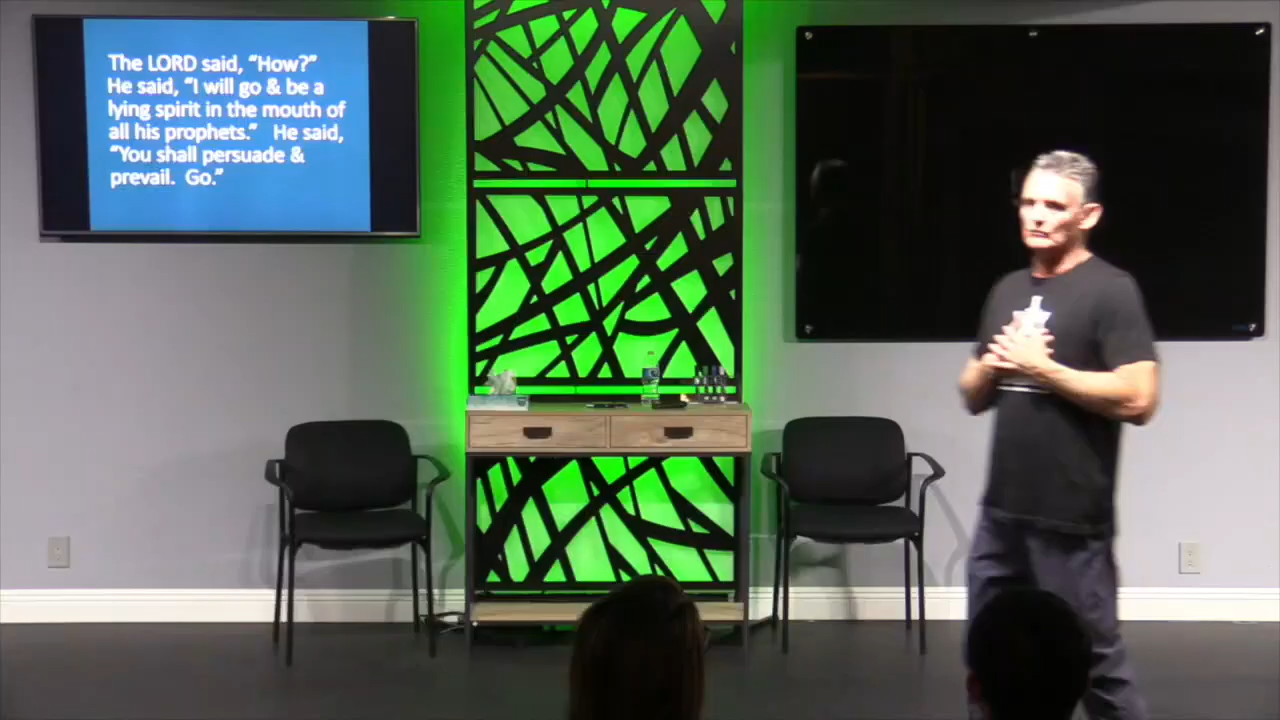 The LORD said, “How?”
He said, “I will go & be a
lying spirit in the mouth of
all his prophets.”   He said,
“You shall persuade &
prevail.  Go.”